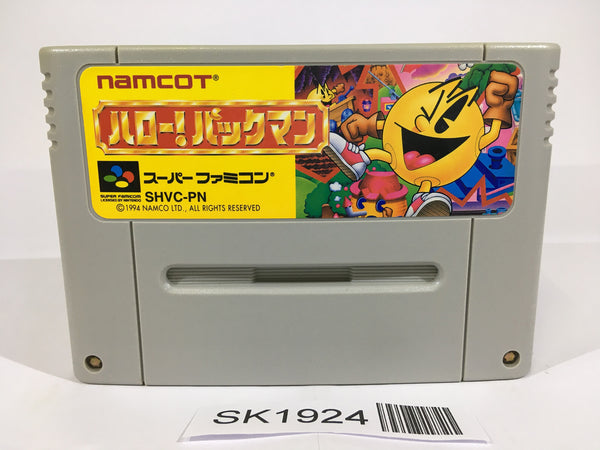 namcot®
ハロー!パックマン
スーパーファミコン®
SUPER FAMICOM
LICENSED BY NINTENDO
SHVC-PN
©1994 NAMCO LTD., ALL RIGHTS RESERVED
SK1924